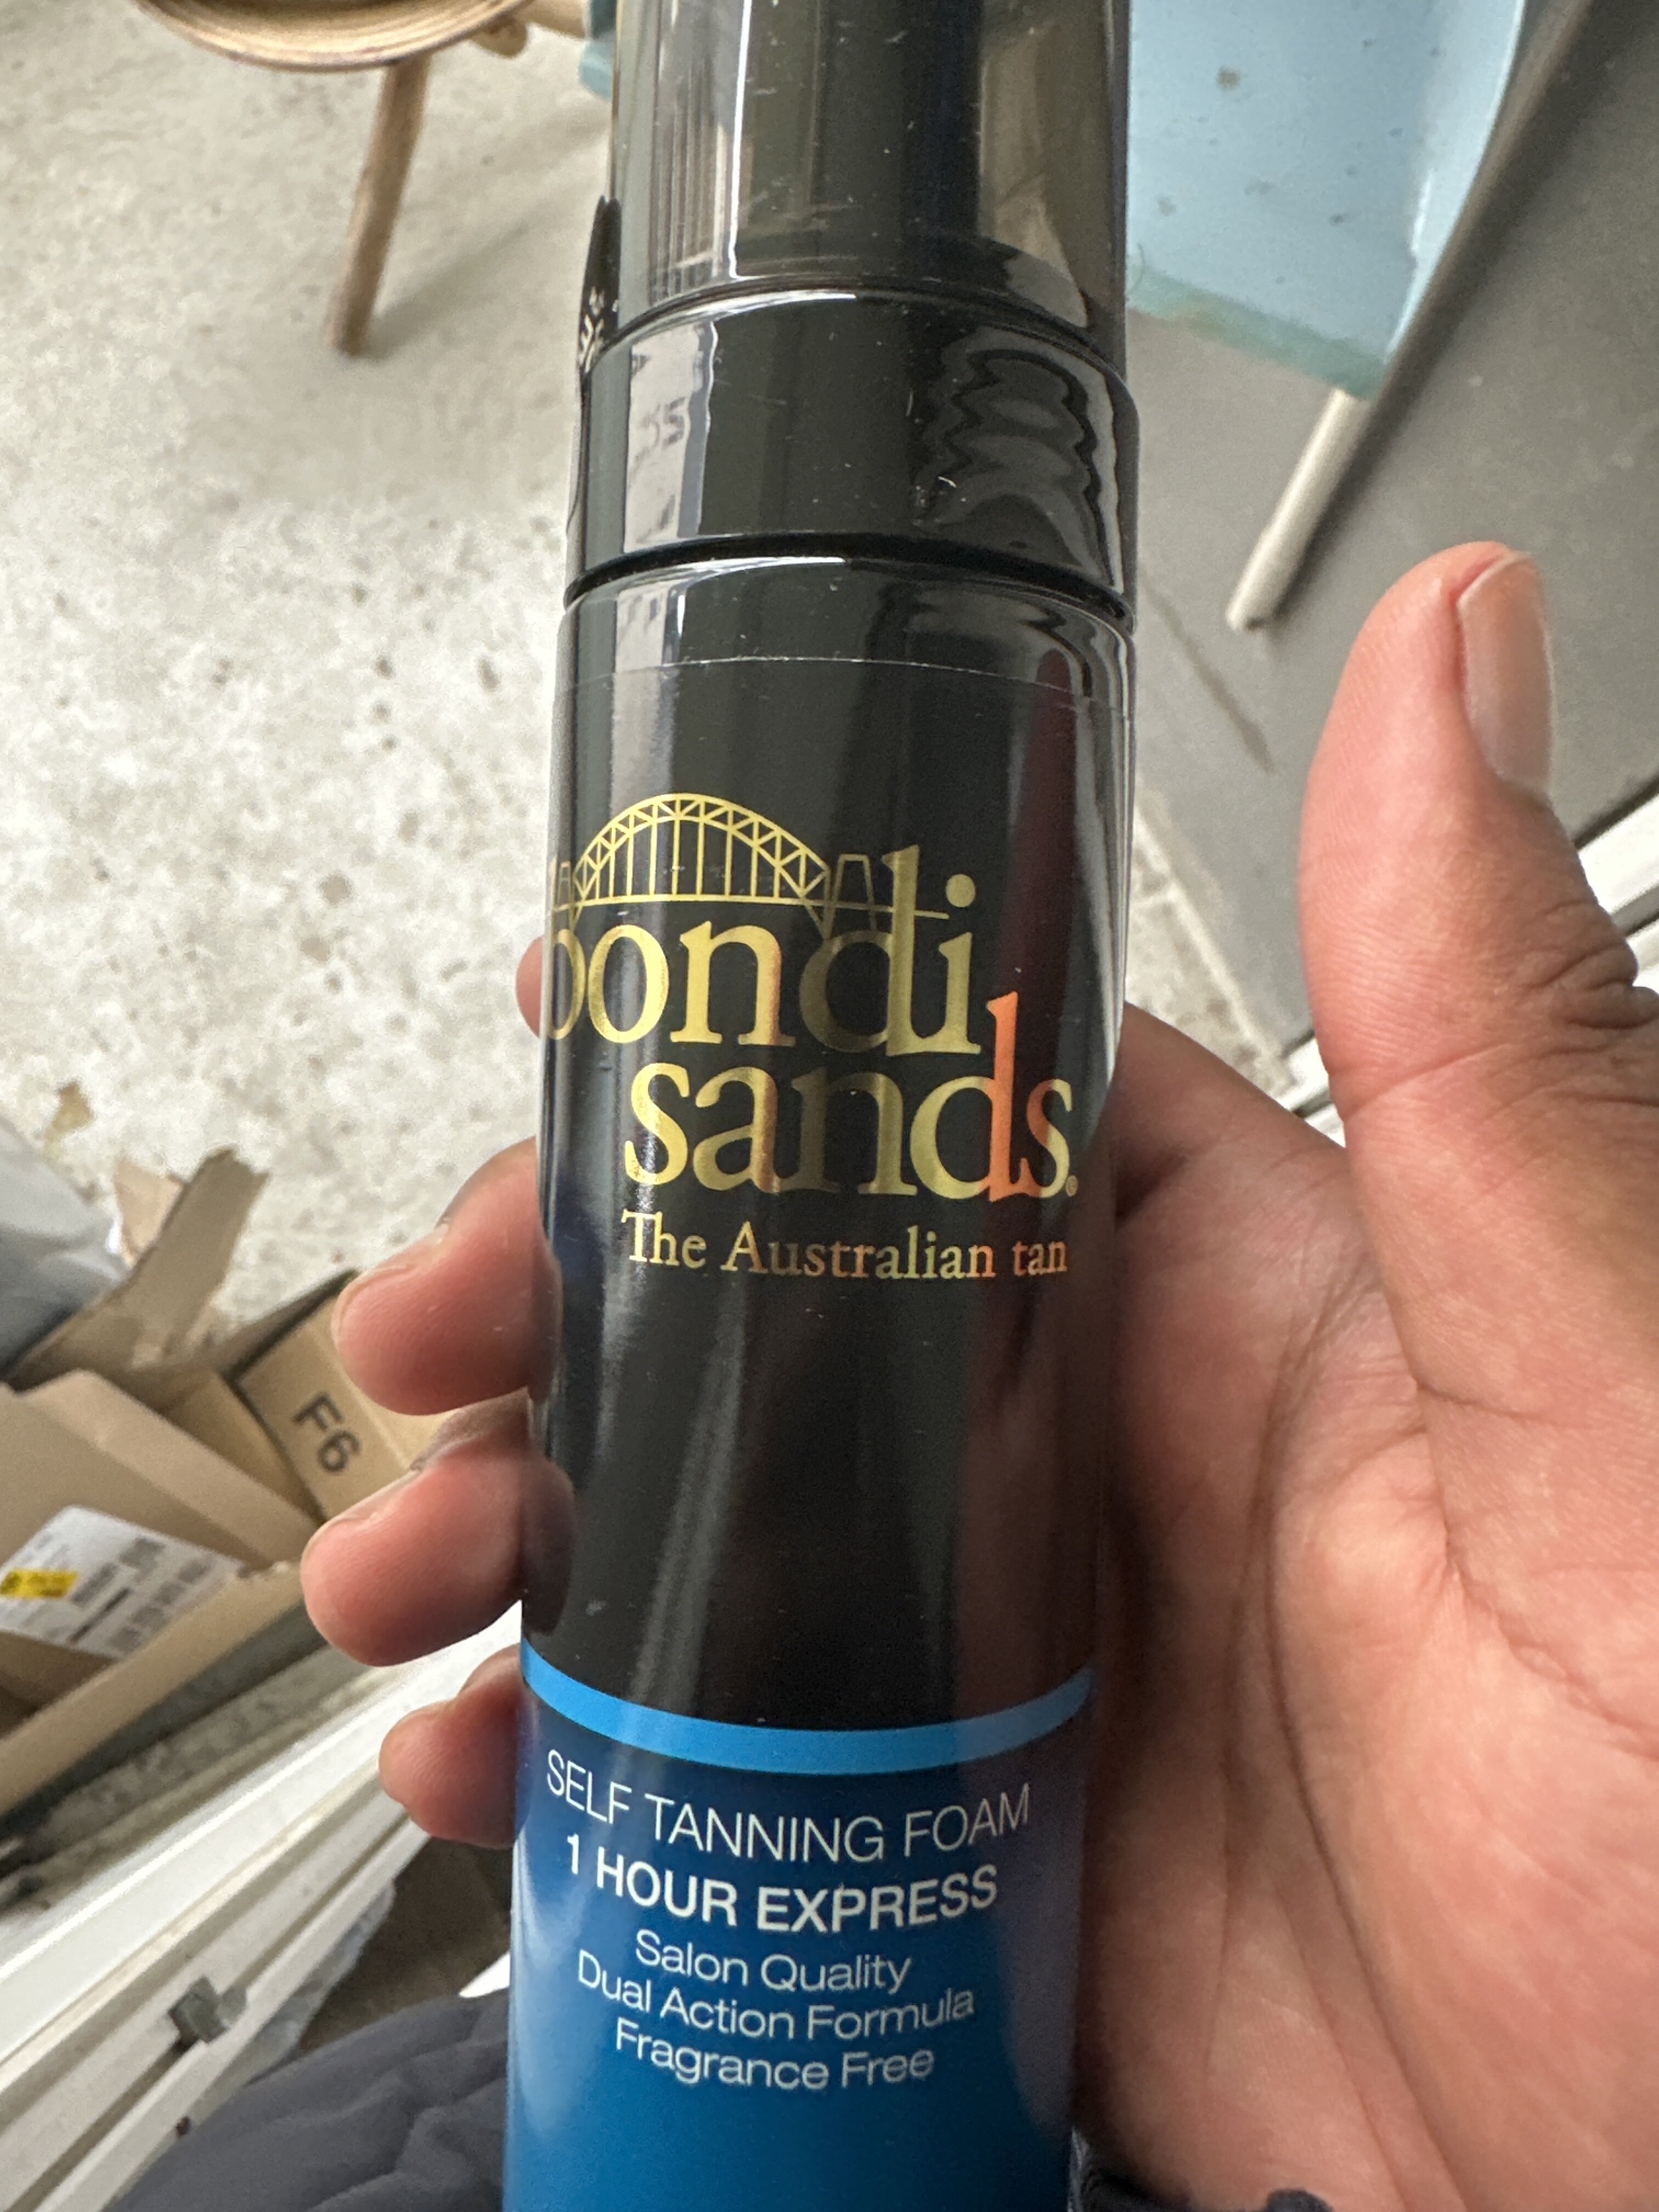 bondi
sands®
The Australian tan
SELF TANNING FOAM
1 HOUR EXPRESS
Salon Quality
Dual Action Formula
Fragrance Free
F6